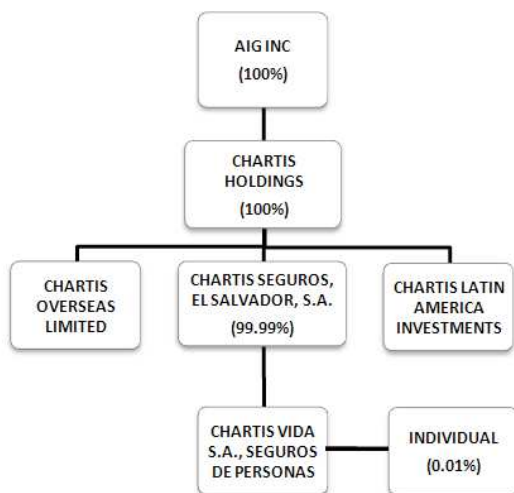 AIG INC
(100%)
CHARTIS
HOLDINGS
(100%)
CHARTIS
OVERSEAS
LIMITED
CHARTIS SEGUROS,
EL SALVADOR, S.A.
(99.99%)
CHARTIS LATIN
AMERICA
INVESTMENTS
CHARTIS VIDA
S.A., SEGUROS
DE PERSONAS
INDIVIDUAL
(0.01%)